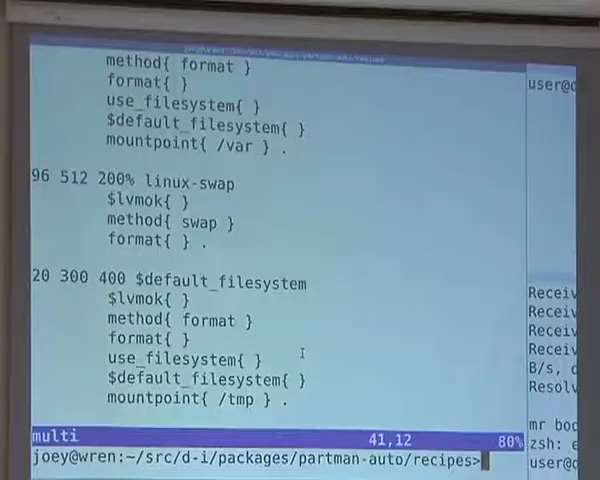 method{ format }
format{ }
use_filesystem{ }
$default_filesystem{ }
mountpoint{ /var } .
96 512 200% linux-swap
$lvmok{ }
method{ swap }
format{ } .
20 300 400 $default_filesystem
$lvmok{ }
method{ format }
format{ }
use_filesystem{ }
$default_filesystem{ }
mountpoint{ /tmp } .
multi 41,12 80%
joey@wren:~/src/d-i/packages/partman-auto/recipes>
user@
Receiv
Receiv
Receiv
Receiv
B/s,
Resolv
mr boo
zsh:
user@